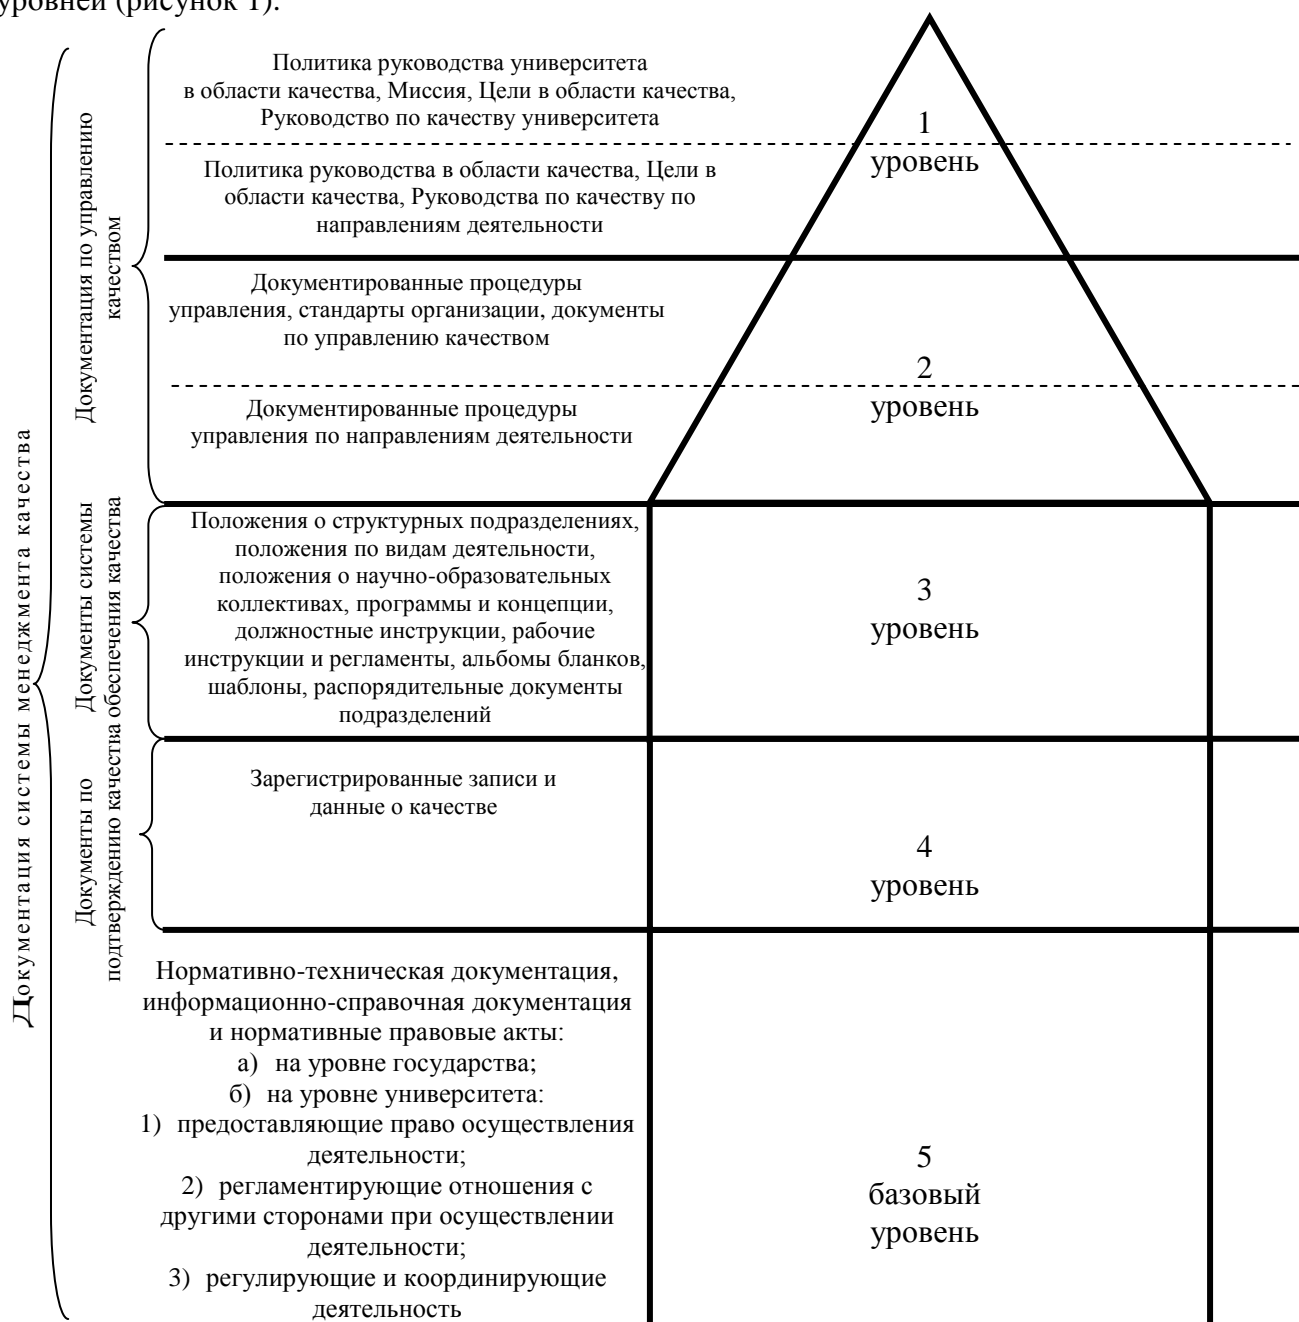 уровней (рисунок 1).
Документация системы менеджмента качества
Документация по управлению
качеством
Политика руководства университета
в области качества, Миссия, Цели в области качества,
Руководство по качеству университета
Политика руководства в области качества, Цели в
области качества, Руководства по качеству по
направлениям деятельности
1
уровень
Документированные процедуры
управления, стандарты организации, документы
по управлению качеством
Документированные процедуры
управления по направлениям деятельности
2
уровень
Документы системы
обеспечения качества
Положения о структурных подразделениях,
положения по видам деятельности,
положения о научно-образовательных
коллективах, программы и концепции,
должностные инструкции, рабочие
инструкции и регламенты, альбомы бланков,
шаблоны, распорядительные документы
подразделений
3
уровень
Документы по
подтверждению качества
Зарегистрированные записи и
данные о качестве
4
уровень
Нормативно-техническая документация,
информационно-справочная документация
и нормативные правовые акты:
а) на уровне государства;
б) на уровне университета:
1) предоставляющие право осуществления
деятельности;
2) регламентирующие отношения с
другими сторонами при осуществлении
деятельности;
3) регулирующие и координирующие
деятельность
5
базовый
уровень